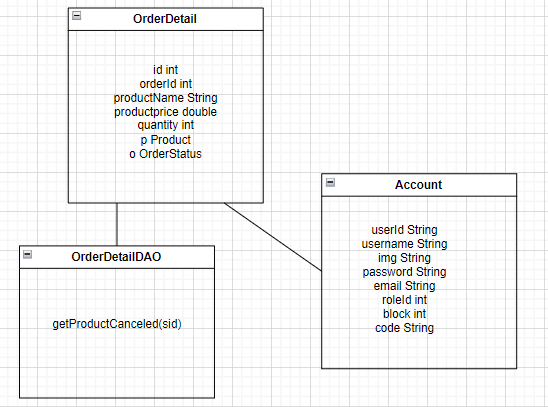 OrderDetail
id int
orderId int
productName String
productprice double
quantity int
p Product
o OrderStatus
Account
userId String
username String
img String
password String
email String
roleId int
block int
code String
OrderDetailDAO
getProductCanceled(sid)